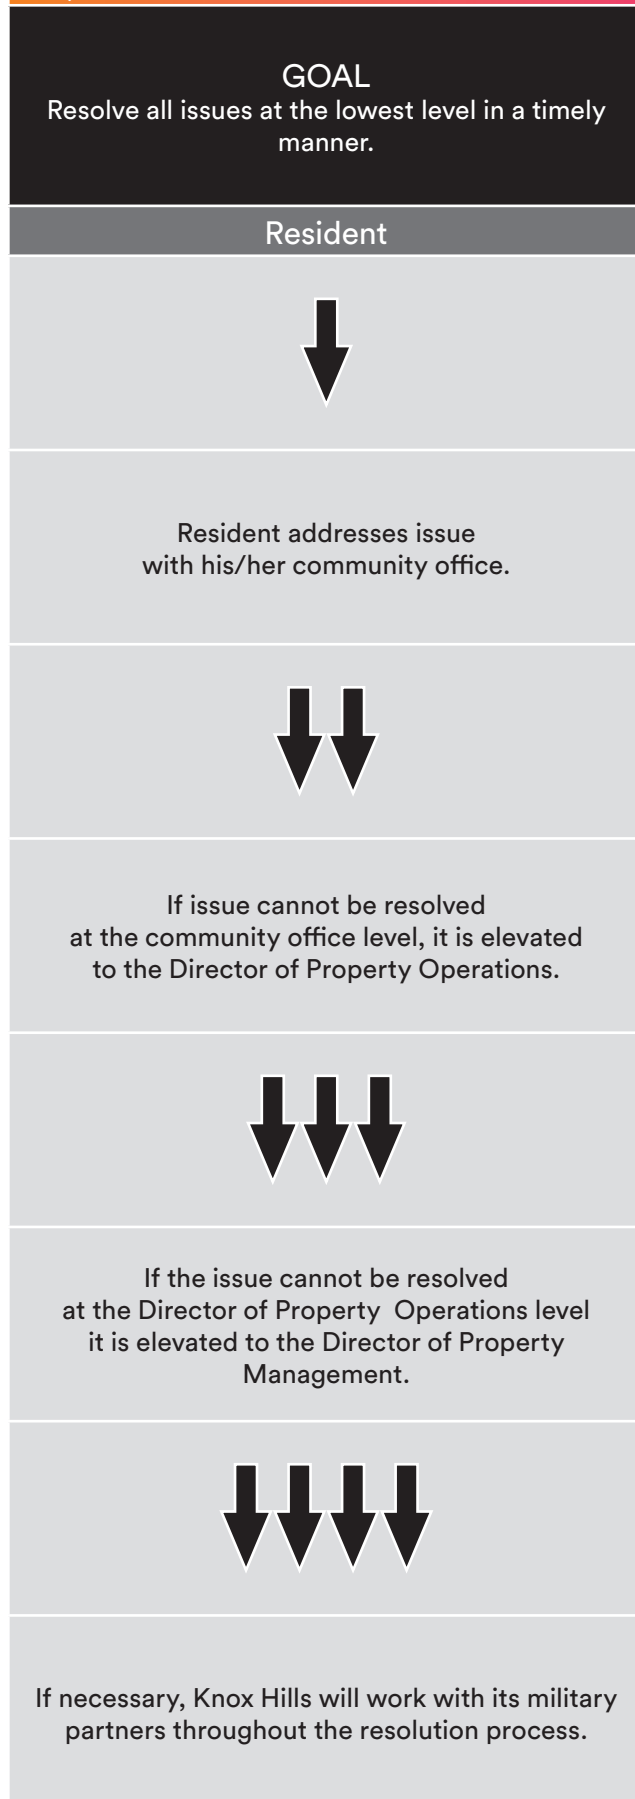 GOAL
Resolve all issues at the lowest level in a timely
manner.
Resident
Resident addresses issue
with his/her community office.
If issue cannot be resolved
at the community office level, it is elevated
to the Director of Property Operations.
If the issue cannot be resolved
at the Director of Property  Operations level
it is elevated to the Director of Property
Management.
If necessary, Knox Hills will work with its military
partners throughout the resolution process.